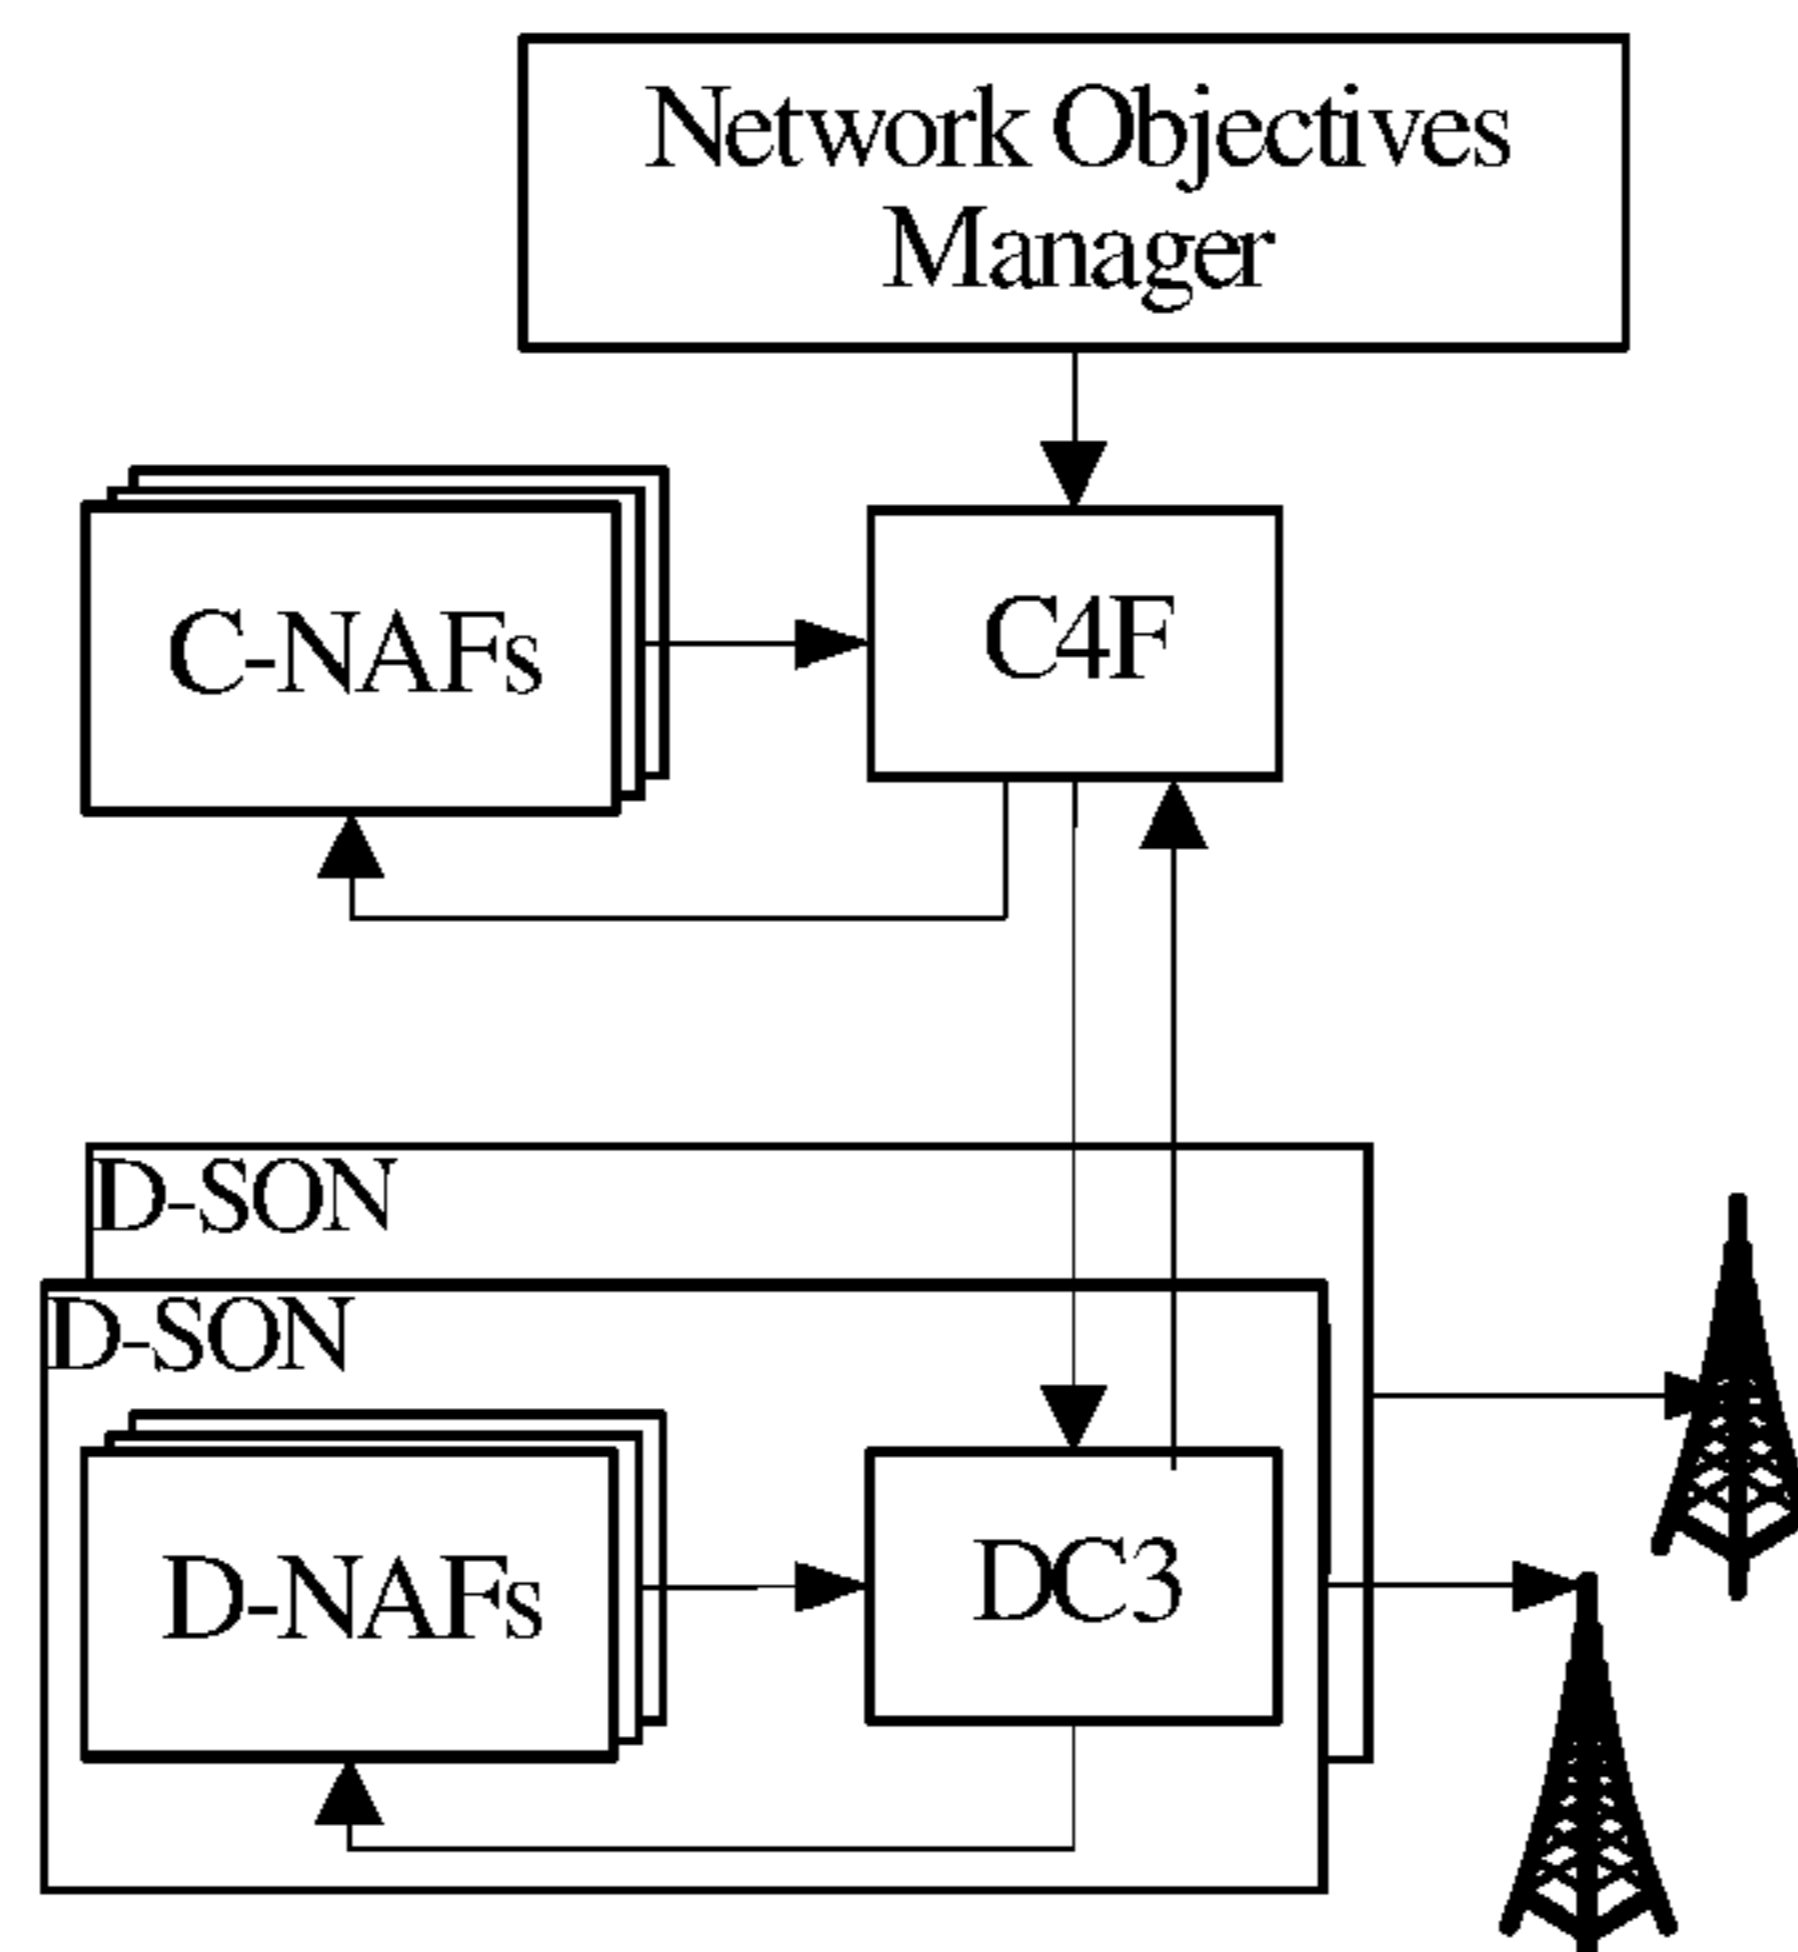 Network Objectives
Manager
C-NAFs
C4F
D-SON
D-SON
D-NAFs
DC3